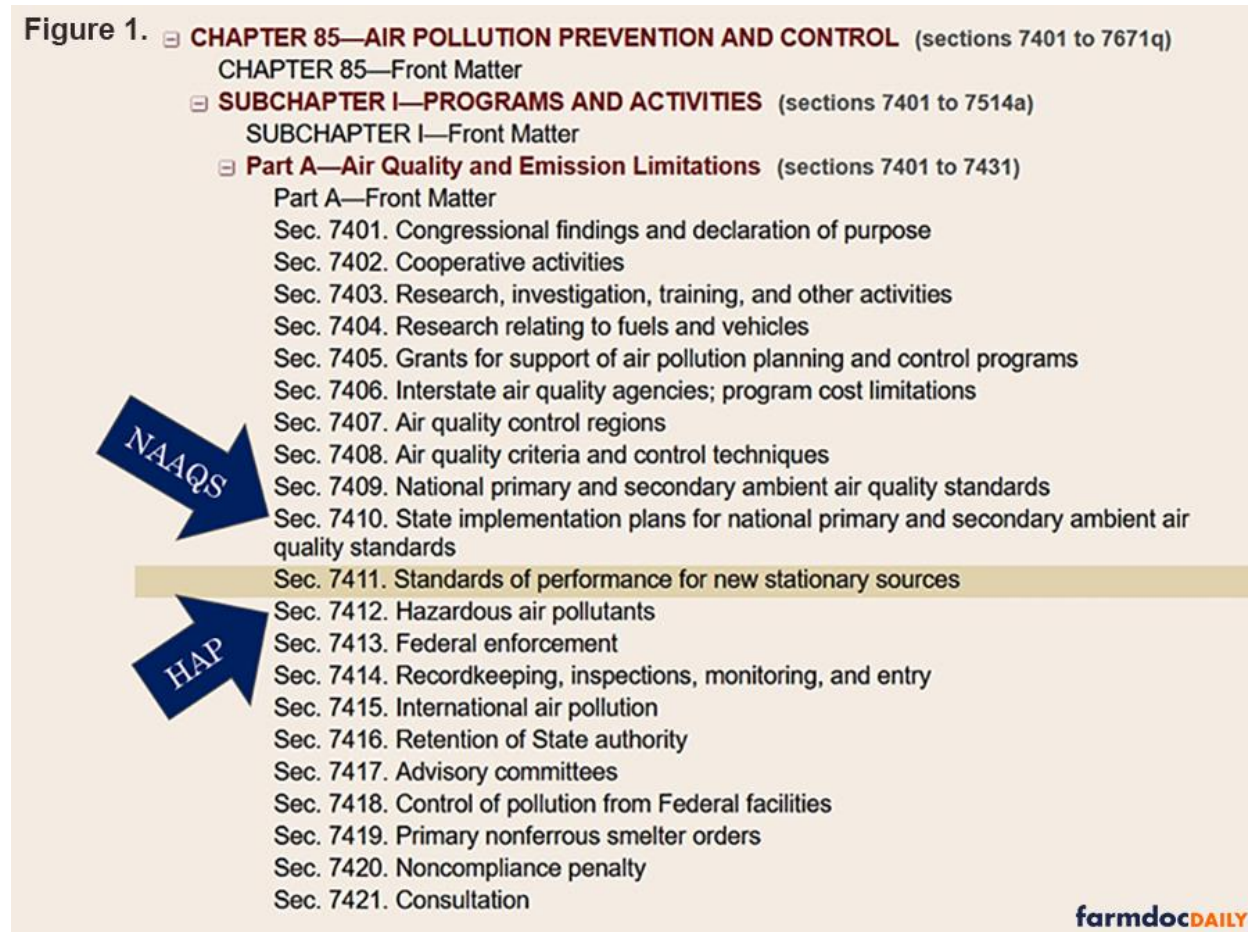 Figure 1.
CHAPTER 85—AIR POLLUTION PREVENTION AND CONTROL (sections 7401 to 7671q)
CHAPTER 85—Front Matter
SUBCHAPTER I—PROGRAMS AND ACTIVITIES (sections 7401 to 7514a)
SUBCHAPTER I—Front Matter
Part A—Air Quality and Emission Limitations (sections 7401 to 7431)
Part A—Front Matter
Sec. 7401. Congressional findings and declaration of purpose
Sec. 7402. Cooperative activities
Sec. 7403. Research, investigation, training, and other activities
Sec. 7404. Research relating to fuels and vehicles
Sec. 7405. Grants for support of air pollution planning and control programs
Sec. 7406. Interstate air quality agencies; program cost limitations
Sec. 7407. Air quality control regions
NAAQS
Sec. 7408. Air quality criteria and control techniques
Sec. 7409. National primary and secondary ambient air quality standards
Sec. 7410. State implementation plans for national primary and secondary ambient air
quality standards
Sec. 7411. Standards of performance for new stationary sources
Sec. 7412. Hazardous air pollutants
HAP
Sec. 7413. Federal enforcement
Sec. 7414. Recordkeeping, inspections, monitoring, and entry
Sec. 7415. International air pollution
Sec. 7416. Retention of State authority
Sec. 7417. Advisory committees
Sec. 7418. Control of pollution from Federal facilities
Sec. 7419. Primary nonferrous smelter orders
Sec. 7420. Noncompliance penalty
Sec. 7421. Consultation
farmdocDAILY